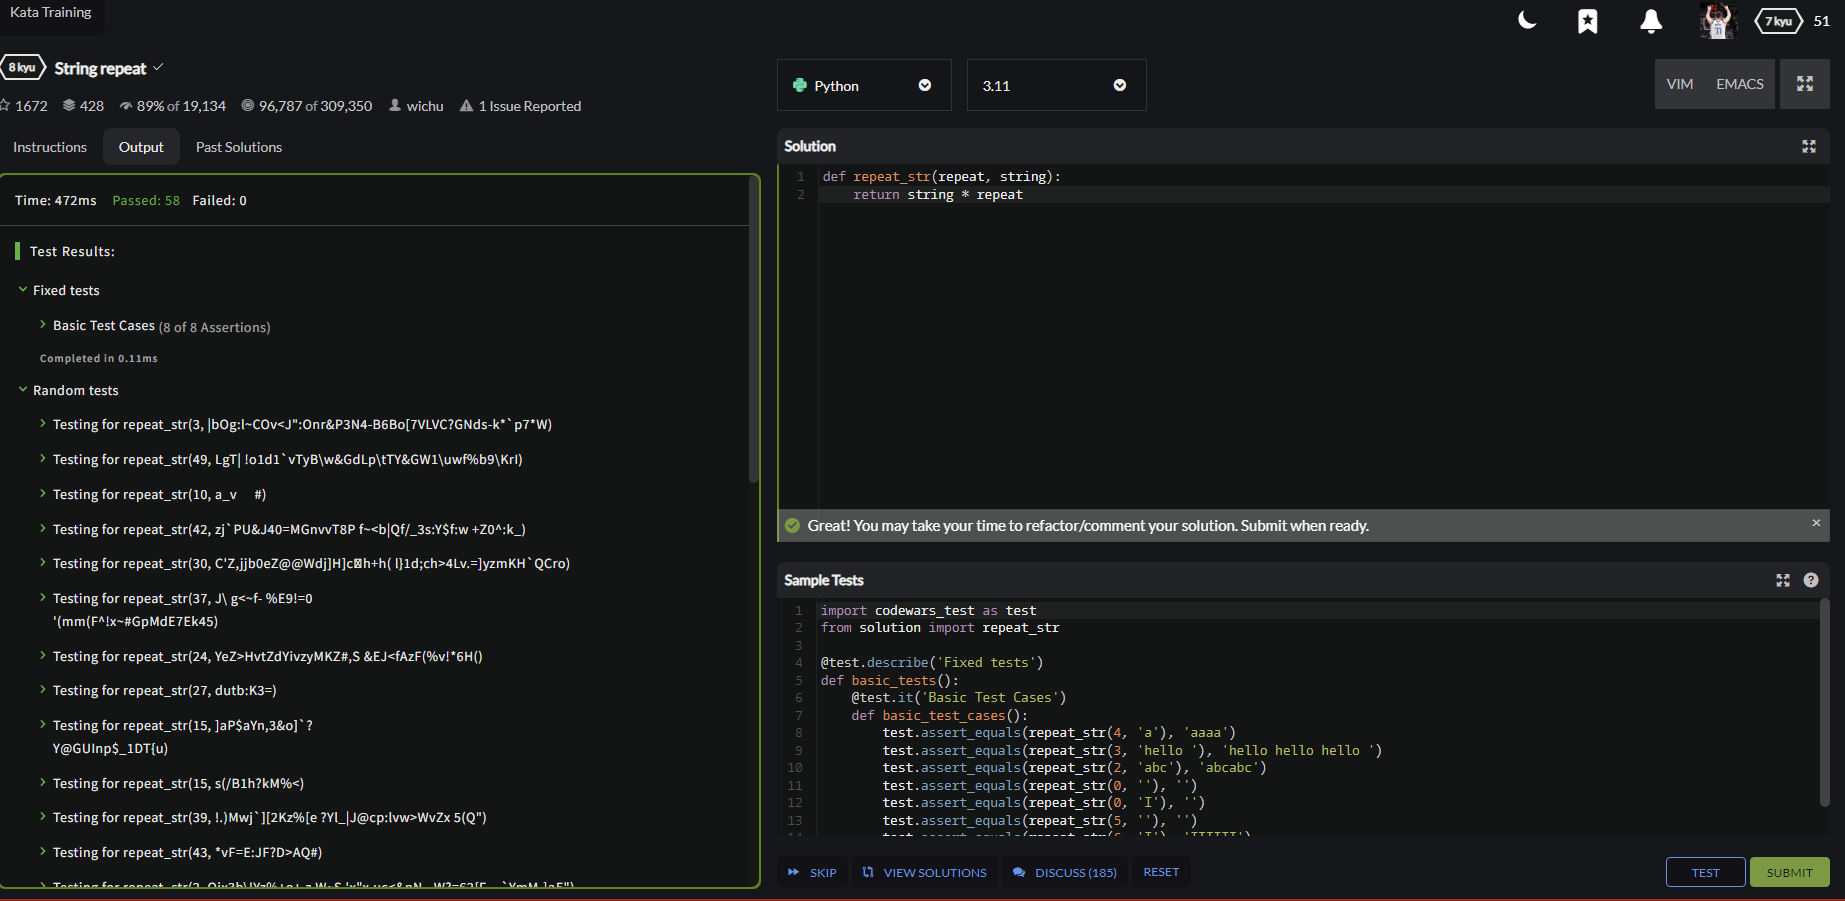 Kata Training
7 kyu 51
8 kyu String repeat
1672 428 89% of 19,134 96,787 of 309,350 wichu 1 Issue Reported
Instructions Output Past Solutions
Time: 472ms Passed: 58 Failed: 0
Test Results:
Fixed tests
Basic Test Cases (8 of 8 Assertions)
Completed in 0.11ms
Random tests
Testing for repeat_str(3, |bOg:l~COv<J":Onr&P3N4-B6Bo[7VLVC?GNds-k*`p7*W)
Testing for repeat_str(49, LgT| !o1d1`vTyB\w&GdLp\tTY&GW1\uwf%b9\KrI)
Testing for repeat_str(10, a_v #)
Testing for repeat_str(42, zj`PU&J40=MGnvvT8P f~<b|Qf/_3s:Y$f:w +Z0^:k_)
Testing for repeat_str(30, C'Z,jjb0eZ@@Wdj]H]c h+h( l}1d;ch>4Lv.=]yzmKH`QCro)
Testing for repeat_str(37, J\ g<~f- %E9!=0
'(mm(F^!x~#GpMdE7Ek45)
Testing for repeat_str(24, YeZ>HvtZdYivzyMKZ#,S &EJ<fAzF(%v!*6H()
Testing for repeat_str(27, dutb:K3=)
Testing for repeat_str(15, ]aP$aYn,3&o]`?
Y@GUInp$_1DT{u)
Testing for repeat_str(15, s(/B1h?kM%<)
Testing for repeat_str(39, !.)Mwj`][2Kz%[e ?Yl_|J@cp:lvw>WvZx 5(Q")
Testing for repeat_str(43, *vF=E:JF?D>AQ#)
Python 3.11
VIM EMACS
Solution
1 def repeat_str(repeat, string):
2 return string * repeat
Great! You may take your time to refactor/comment your solution. Submit when ready.
Sample Tests
1 import codewars_test as test
2 from solution import repeat_str
3
4 @test.describe('Fixed tests')
5 def basic_tests():
6 @test.it('Basic Test Cases')
7 def basic_test_cases():
8 test.assert_equals(repeat_str(4, 'a'), 'aaaa')
9 test.assert_equals(repeat_str(3, 'hello '), 'hello hello hello ')
10 test.assert_equals(repeat_str(2, 'abc'), 'abcabc')
11 test.assert_equals(repeat_str(0, ''), '')
12 test.assert_equals(repeat_str(0, 'I'), '')
13 test.assert_equals(repeat_str(5, ''), '')
SKIP VIEW SOLUTIONS DISCUSS (185) RESET
TEST SUBMIT